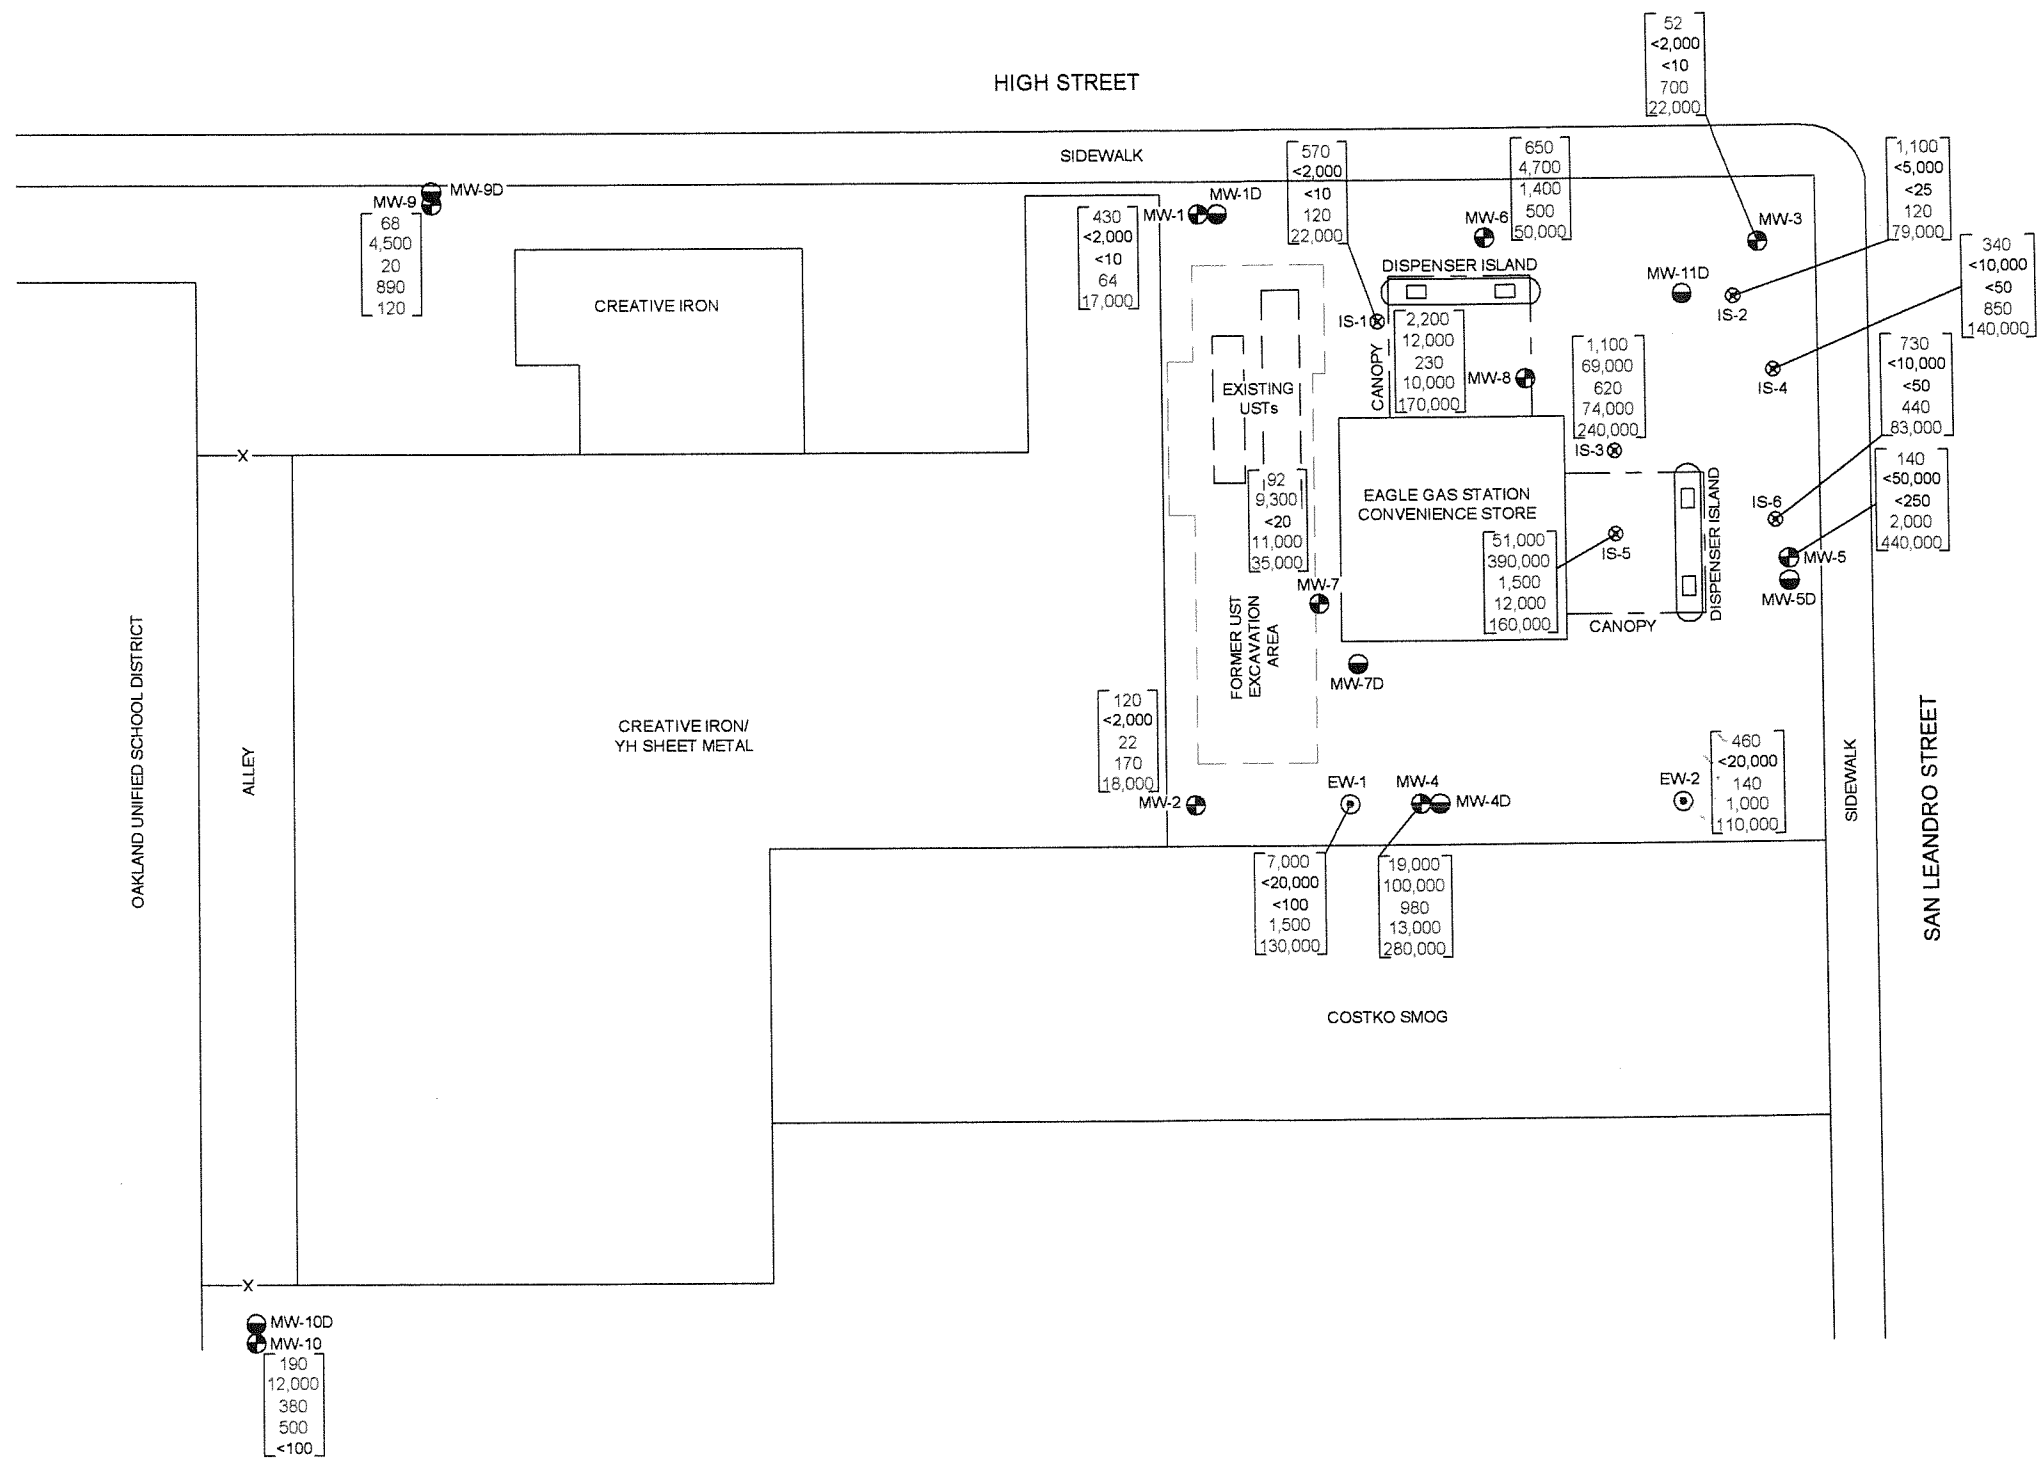 HIGH STREET
SIDEWALK
52
<2,000
<10
700
22,000
MW-9D
MW-9
68
4,500
20
890
120
CREATIVE IRON
MW-1D
MW-1
430
<2,000
<10
64
17,000
570
<2,000
<10
120
22,000
650
4,700
1,400
500
50,000
MW-6
MW-3
1,100
<5,000
<25
120
79,000
DISPENSER ISLAND
MW-11D
IS-2
340
<10,000
<50
850
140,000
IS-1
CANOPY
2,200
12,000
230
10,000
170,000
MW-8
1,100
69,000
620
74,000
240,000
IS-3
IS-4
730
<10,000
<50
440
83,000
EXISTING
USTs
92
9,300
<20
11,000
35,000
MW-7
EAGLE GAS STATION
CONVENIENCE STORE
51,000
390,000
1,500
12,000
160,000
IS-5
DISPENSER ISLAND
CANOPY
IS-6
140
<50,000
<250
2,000
440,000
MW-5
MW-5D
FORMER UST
EXCAVATION
AREA
MW-7D
OAKLAND UNIFIED SCHOOL DISTRICT
ALLEY
CREATIVE IRON/
YH SHEET METAL
120
<2,000
22
170
18,000
MW-2
EW-1
MW-4
MW-4D
EW-2
460
<20,000
140
1,000
110,000
SIDEWALK
SAN LEANDRO STREET
7,000
<20,000
<100
1,500
130,000
19,000
100,000
980
13,000
280,000
COSTKO SMOG
X
X
MW-10D
MW-10
190
12,000
380
500
<100